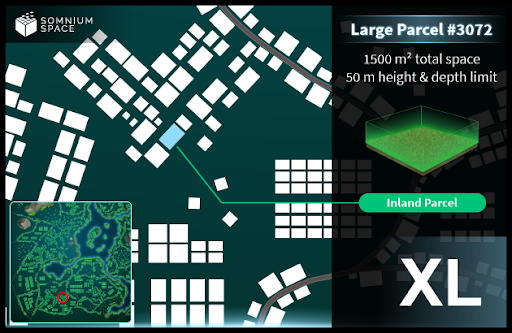 SOMNIUM
SPACE
Large Parcel #3072
1500 m² total space
50 m height & depth limit
Inland Parcel
XL